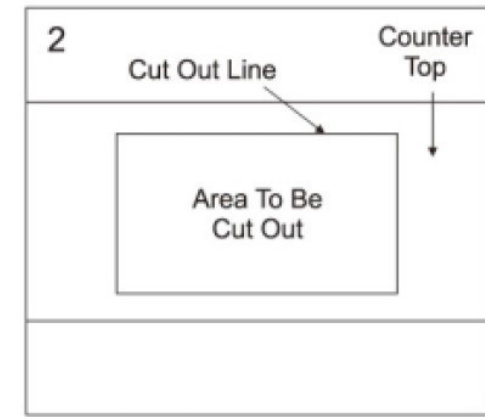 2
Counter
Top
Cut Out Line
Area To Be
Cut Out